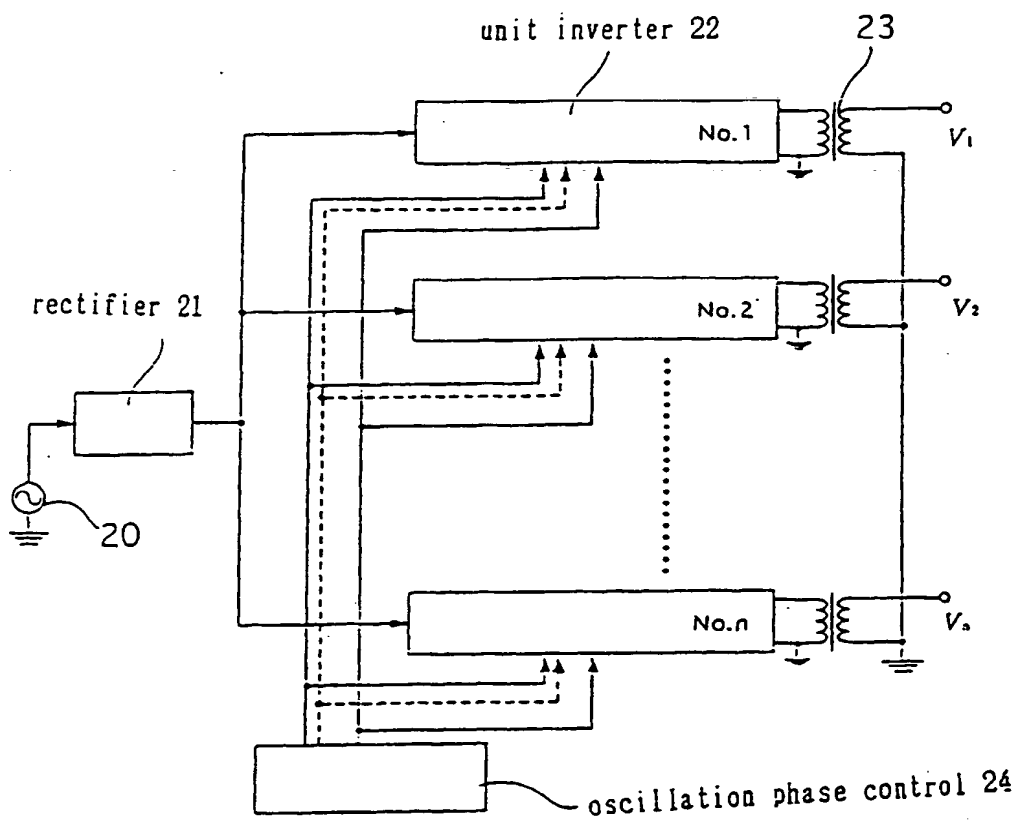 unit inverter 22
23
No.1
V₁
rectifier 21
No.2
V₂
20
No.n
oscillation phase control 24